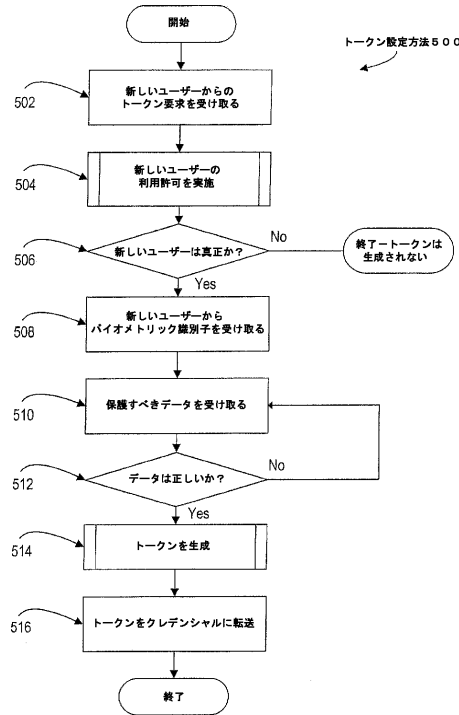 開始
トークン設定方法５００
502
新しいユーザーからの
トークン要求を受け取る
504
新しいユーザーの
利用許可を実施
506
新しいユーザーは真正か？
No
終了－トークンは
生成されない
Yes
508
新しいユーザーから
バイオメトリック識別子を受け取る
510
保護すべきデータを受け取る
512
データは正しいか？
No
Yes
514
トークンを生成
516
トークンをクレデンシャルに転送
終了